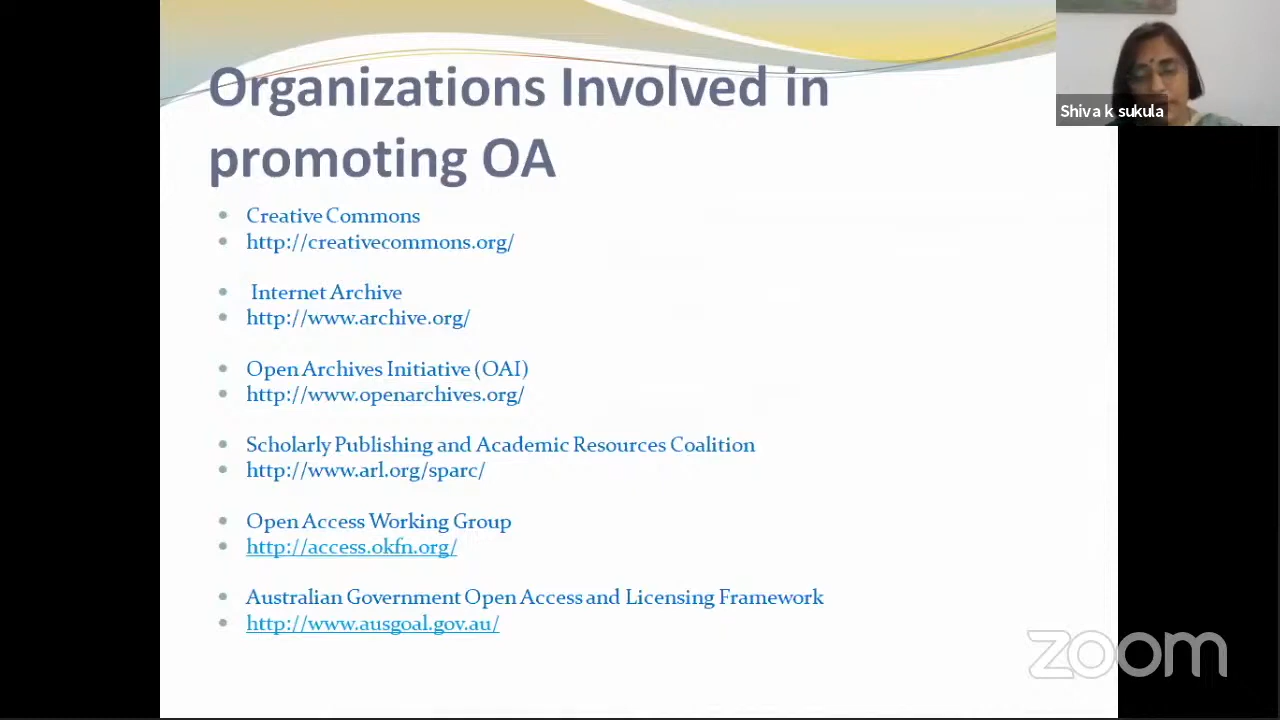 Organizations Involved in
promoting OA
Creative Commons
http://creativecommons.org/
Internet Archive
http://www.archive.org/
Open Archives Initiative (OAI)
http://www.openarchives.org/
Scholarly Publishing and Academic Resources Coalition
http://www.arl.org/sparc/
Open Access Working Group
http://access.okfn.org/
Australian Government Open Access and Licensing Framework
http://www.ausgoal.gov.au/
Shiva k sukula
zoom